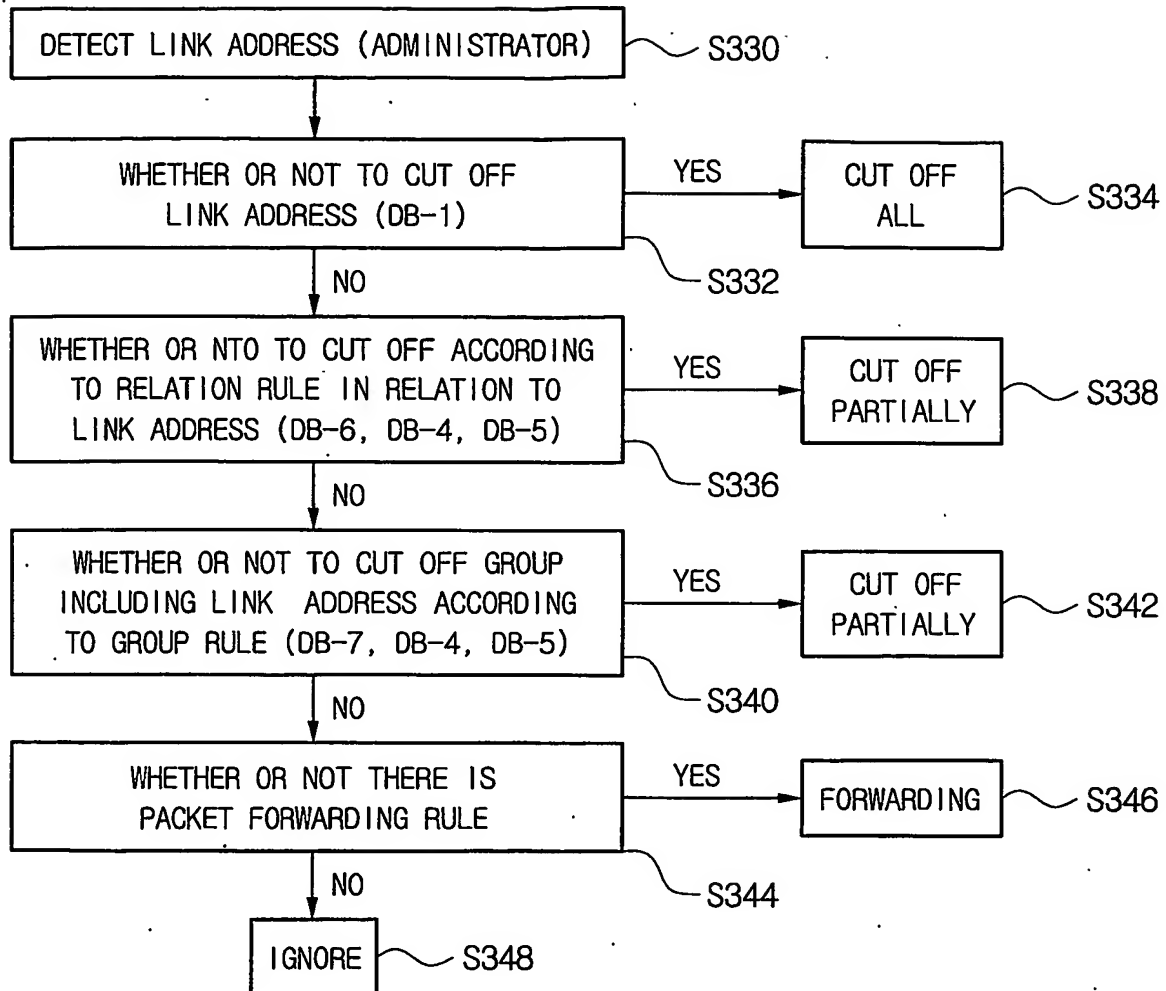 DETECT LINK ADDRESS (ADMINISTRATOR)
S330
WHETHER OR NOT TO CUT OFF
LINK ADDRESS (DB-1)
YES
CUT OFF
ALL
S334
S332
NO
WHETHER OR NTO TO CUT OFF ACCORDING
TO RELATION RULE IN RELATION TO
LINK ADDRESS (DB-6, DB-4, DB-5)
YES
CUT OFF
PARTIALLY
S338
S336
NO
WHETHER OR NOT TO CUT OFF GROUP
INCLUDING LINK ADDRESS ACCORDING
TO GROUP RULE (DB-7, DB-4, DB-5)
YES
CUT OFF
PARTIALLY
S342
S340
NO
WHETHER OR NOT THERE IS
PACKET FORWARDING RULE
YES
FORWARDING
S346
S344
NO
IGNORE
S348